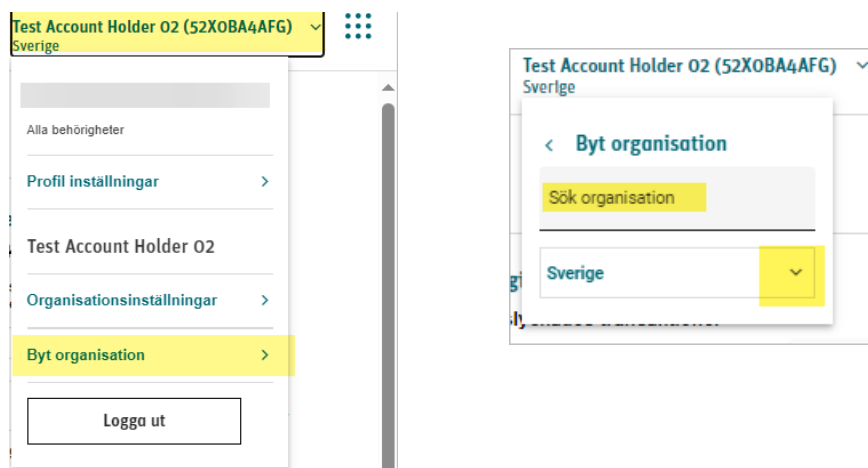 Test Account Holder 02 (52X0BA4AFG)
Sverige
Alla behörigheter
Profil inställningar
Test Account Holder 02
Organisationsinställningar
Byt organisation
Logga ut
Test Account Holder 02 (52X0BA4AFG)
Sverige
Byt organisation
Sök organisation
Sverige